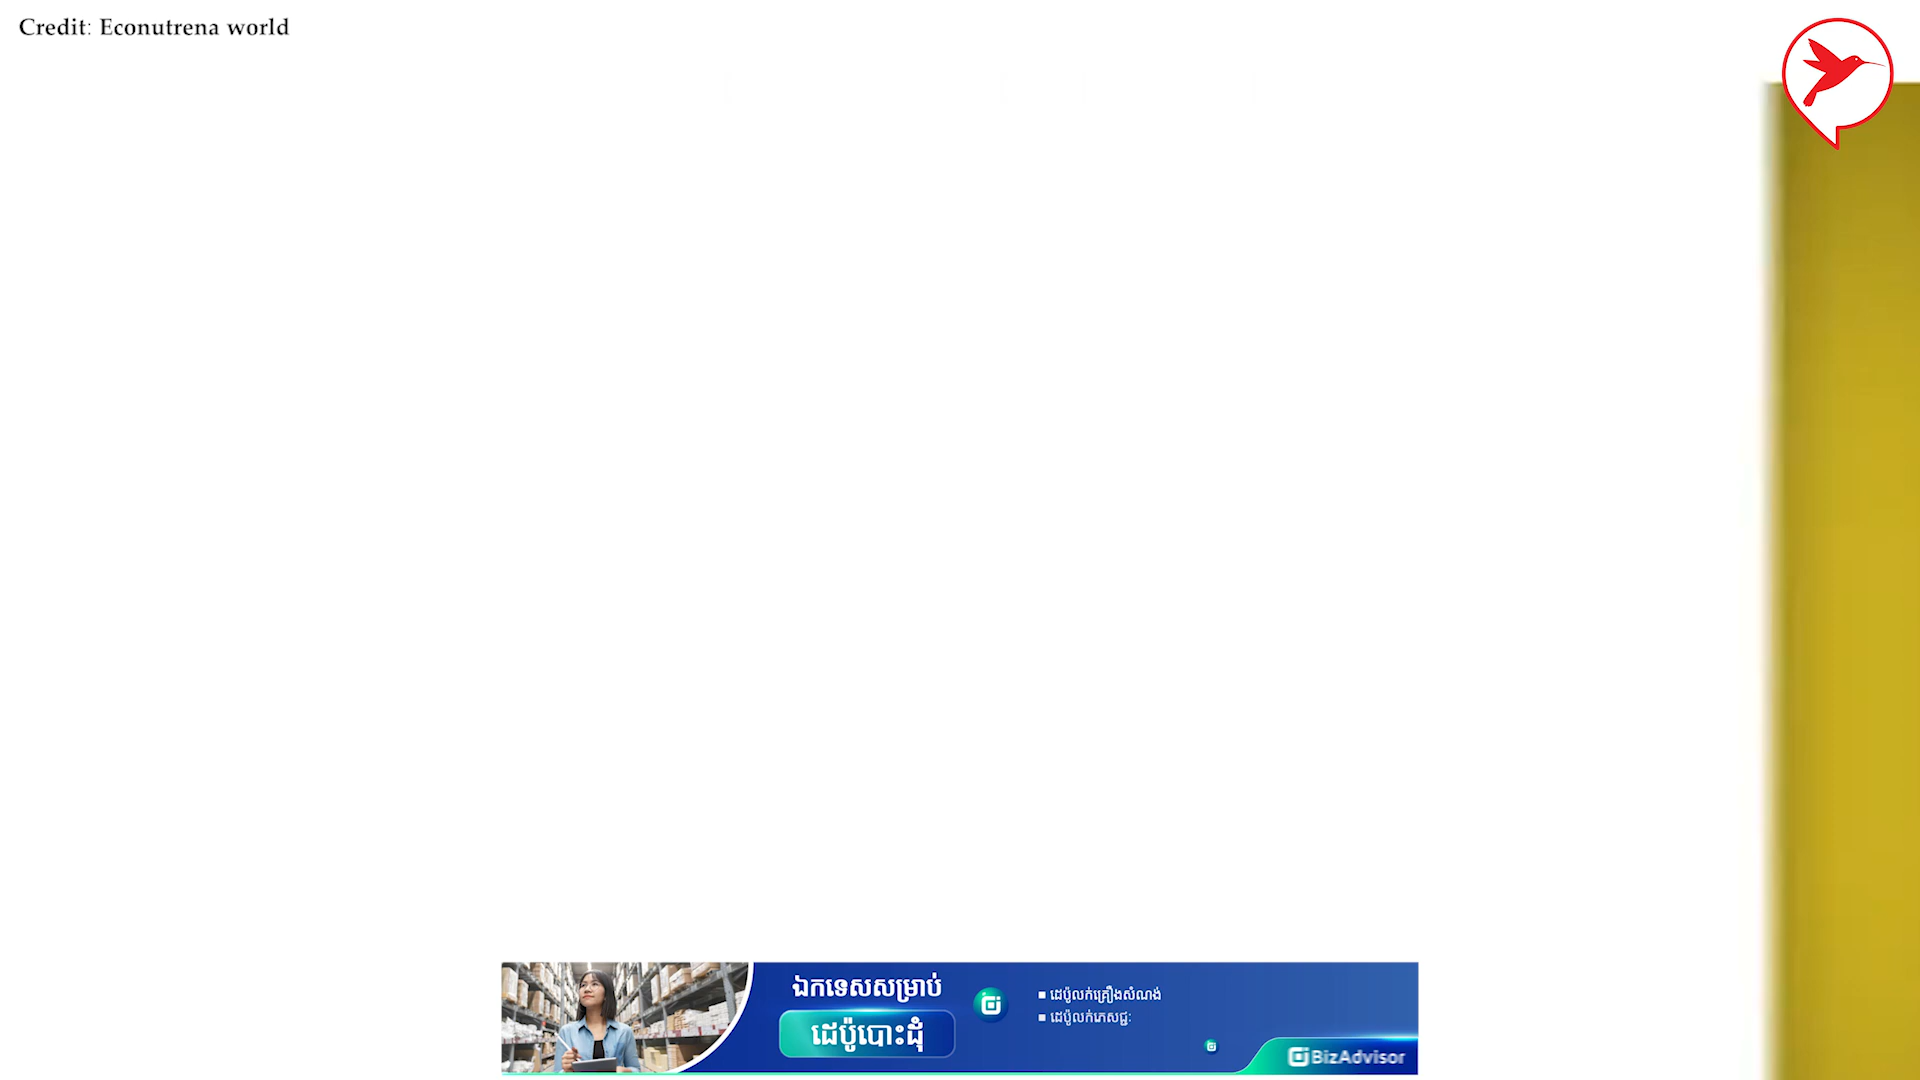 Credit: Econutrena world
ឯកទេសសម្រាប់
ដេប៉ូបោះដុំ
■ ដេប៉ូលក់គ្រឿងសំណង់
■ ដេប៉ូលក់ភេសជ្ជៈ
BizAdvisor